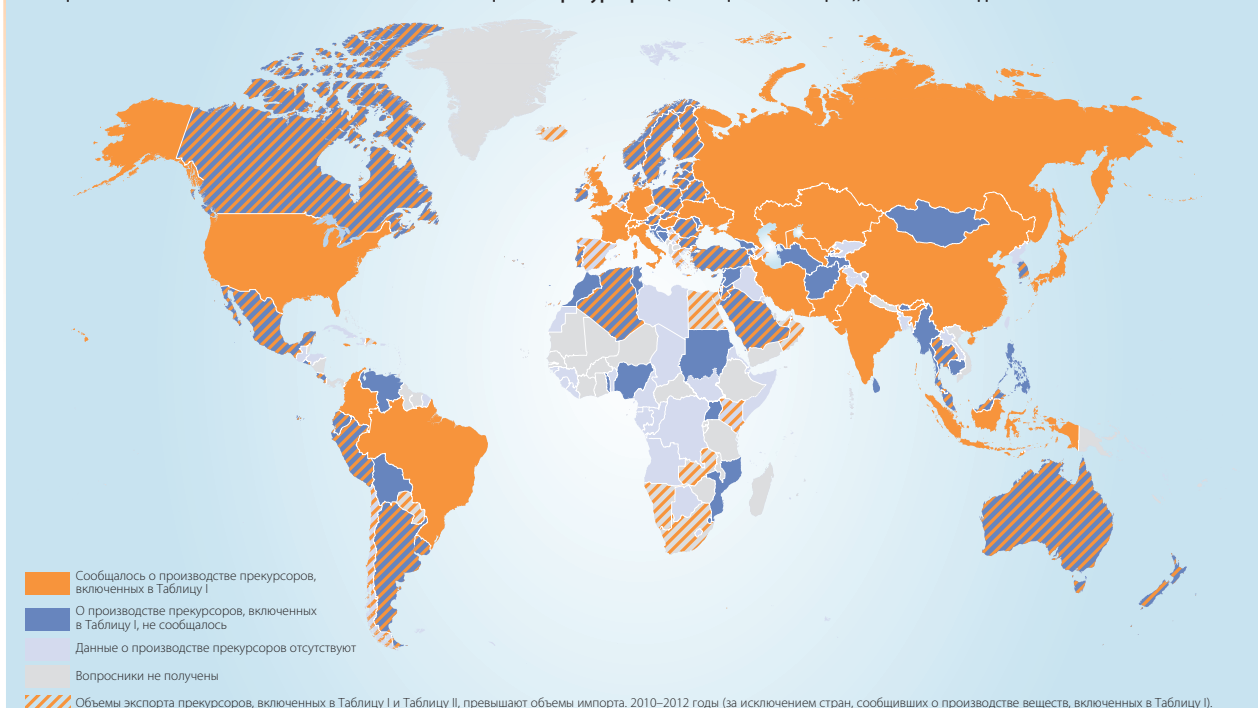 Сообщалось о производстве прекурсоров,
включенных в Таблицу I
О производстве прекурсоров, включенных
в Таблицу I, не сообщалось
Данные о производстве прекурсоров отсутствуют
Вопросники не получены
Объемы экспорта прекурсоров, включенных в Таблицу I и Таблицу II, превышают объемы импорта, 2010–2012 годы (за исключением стран, сообщивших о производстве веществ, включенных в Таблицу I).